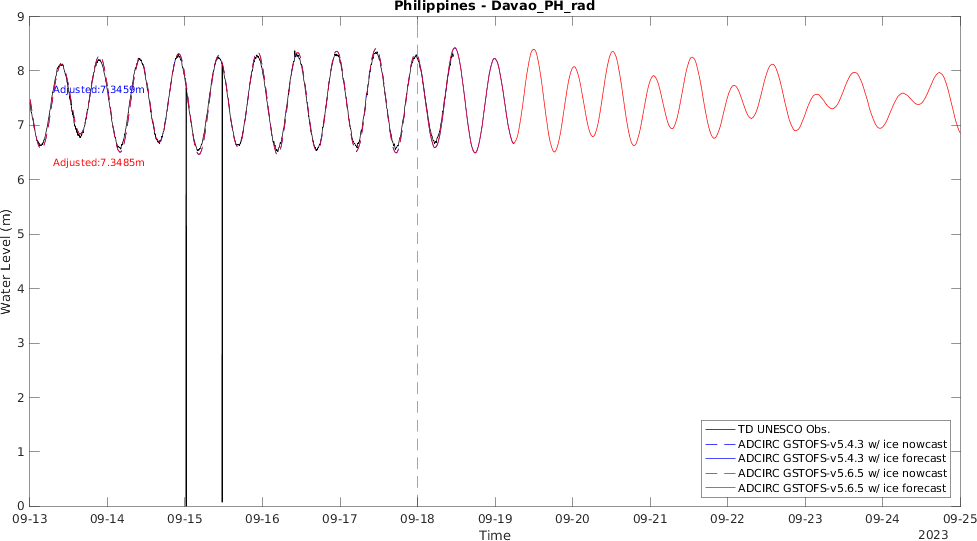 Philippines - Davao_PH_rad
9
8
7
6
5
4
3
2
1
0
Water Level (m)
Adjusted:7.3459m
Adjusted:7.3485m
TD UNESCO Obs.
ADCIRC GSTOFS-v5.4.3 w/ ice nowcast
ADCIRC GSTOFS-v5.4.3 w/ ice forecast
ADCIRC GSTOFS-v5.6.5 w/ ice nowcast
ADCIRC GSTOFS-v5.6.5 w/ ice forecast
09-13 09-14 09-15 09-16 09-17 09-18 09-19 09-20 09-21 09-22 09-23 09-24 09-25
Time
2023